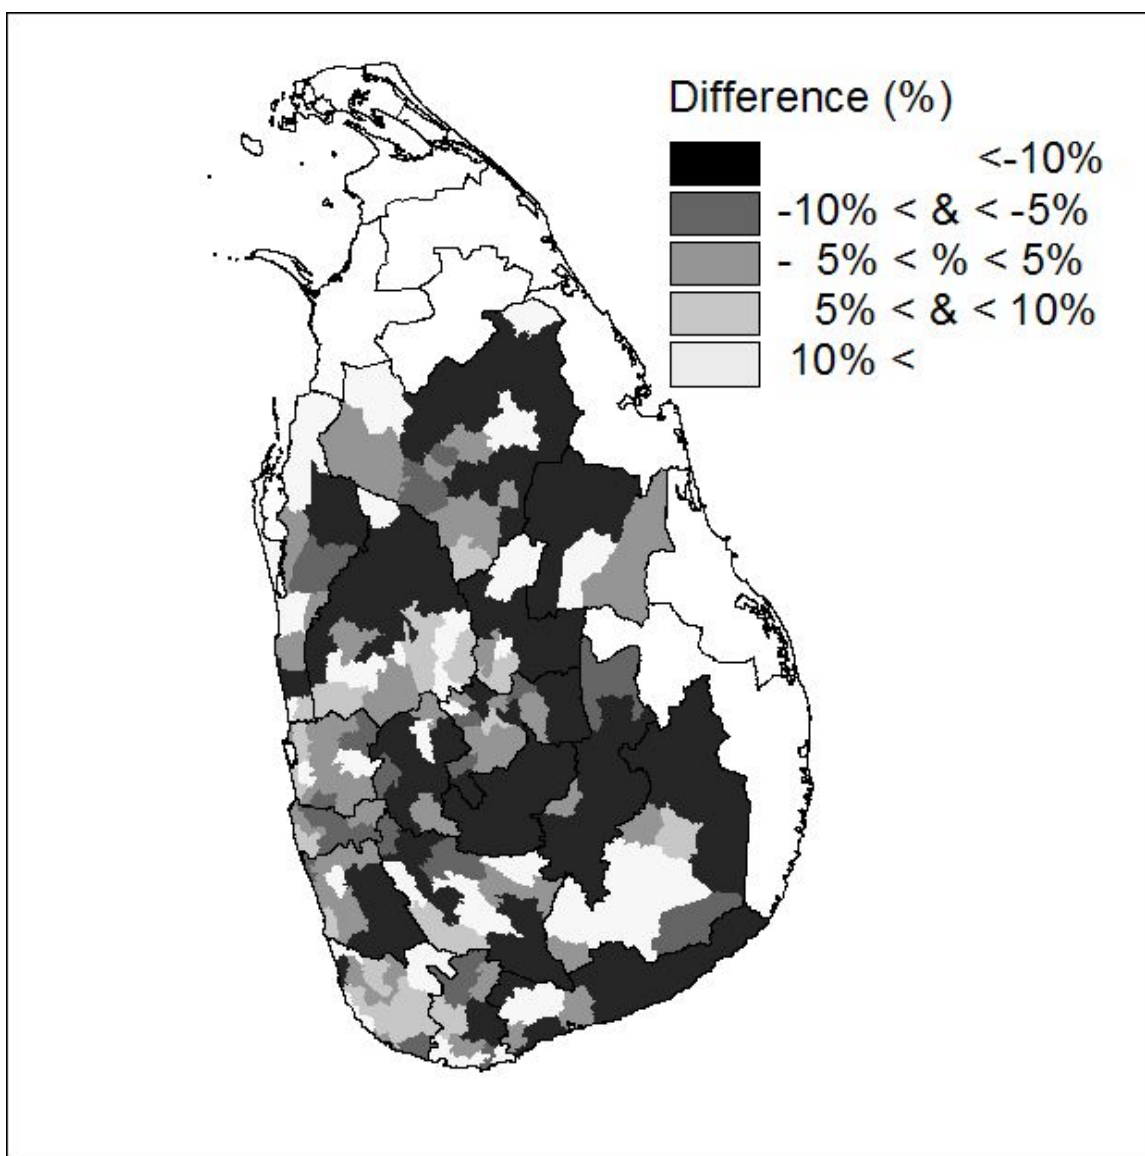 Difference (%)
<-10%
-10% < & < -5%
- 5% < % < 5%
5% < & < 10%
10% <